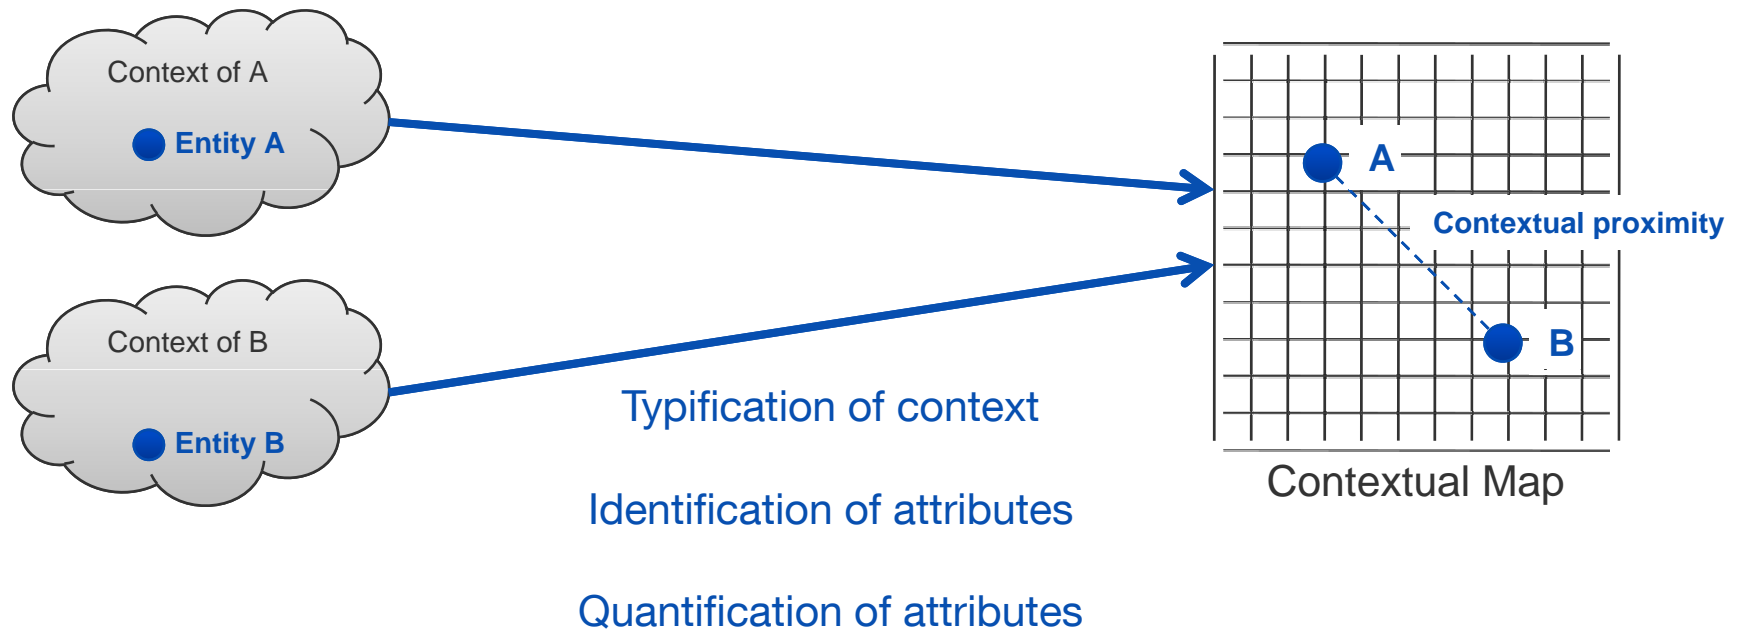 Context of A
Entity A
Context of B
Entity B
Typification of context
Identification of attributes
Quantification of attributes
A
Contextual proximity
B
Contextual Map